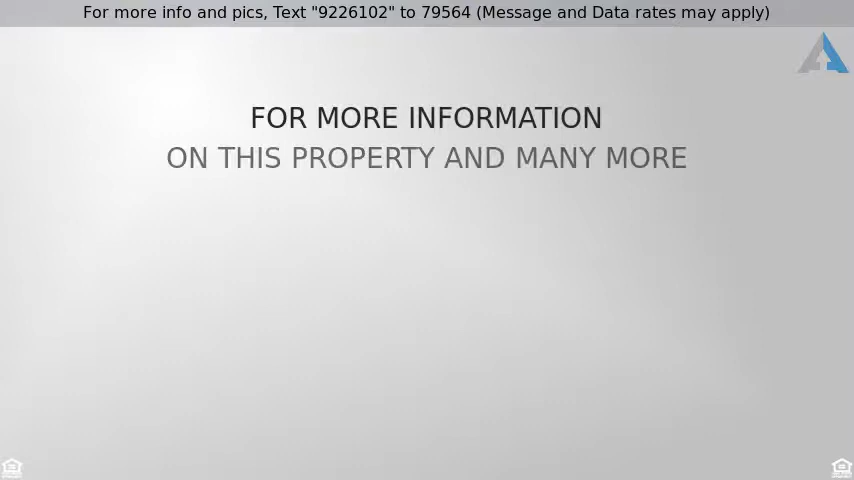 For more info and pics, Text "9226102" to 79564 (Message and Data rates may apply)
FOR MORE INFORMATION
ON THIS PROPERTY AND MANY MORE